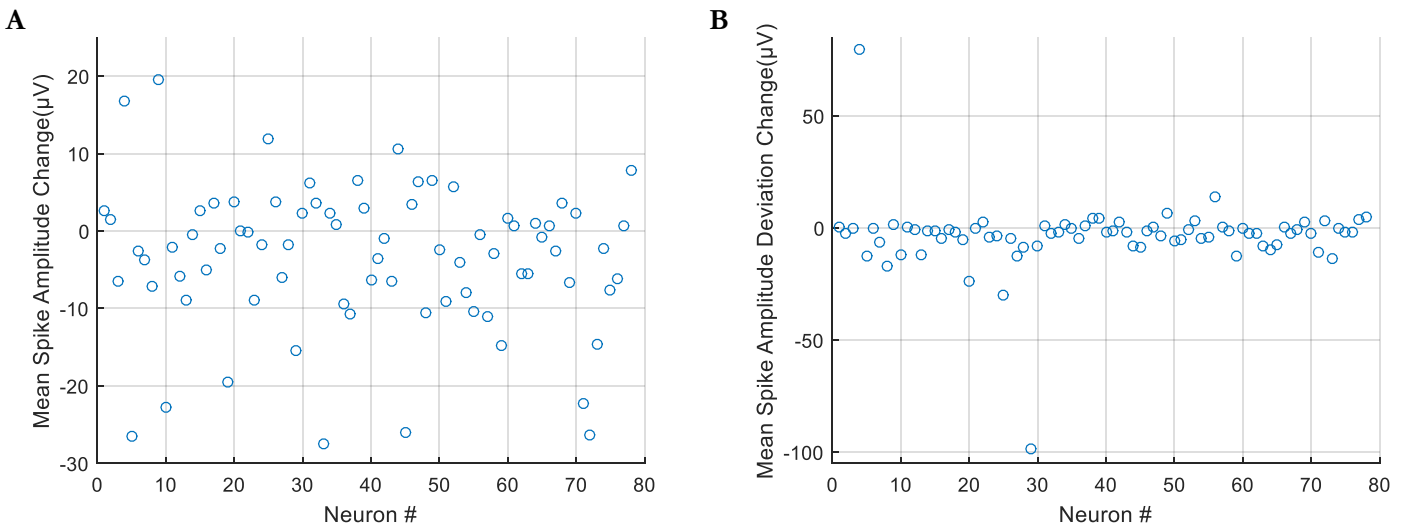 A
Mean Spike Amplitude Change(µV)
20
10
0
-10
-20
-30
0 10 20 30 40 50 60 70 80
Neuron #
B
Mean Spike Amplitude Deviation Change(µV)
50
0
-50
-100
0 10 20 30 40 50 60 70 80
Neuron #